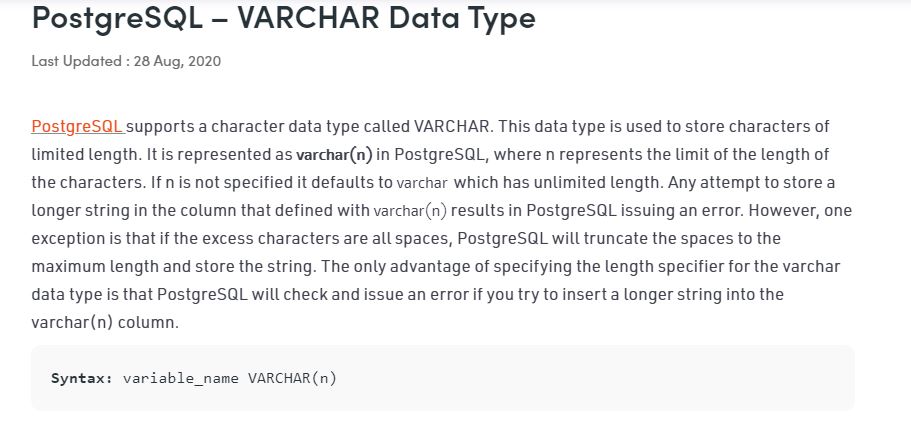 PostgreSQL – VARCHAR Data Type
Last Updated : 28 Aug, 2020
PostgreSQL supports a character data type called VARCHAR. This data type is used to store characters of
limited length. It is represented as varchar(n) in PostgreSQL, where n represents the limit of the length of
the characters. If n is not specified it defaults to varchar which has unlimited length. Any attempt to store a
longer string in the column that defined with varchar(n) results in PostgreSQL issuing an error. However, one
exception is that if the excess characters are all spaces, PostgreSQL will truncate the spaces to the
maximum length and store the string. The only advantage of specifying the length specifier for the varchar
data type is that PostgreSQL will check and issue an error if you try to insert a longer string into the
varchar(n) column.
Syntax: variable_name VARCHAR(n)